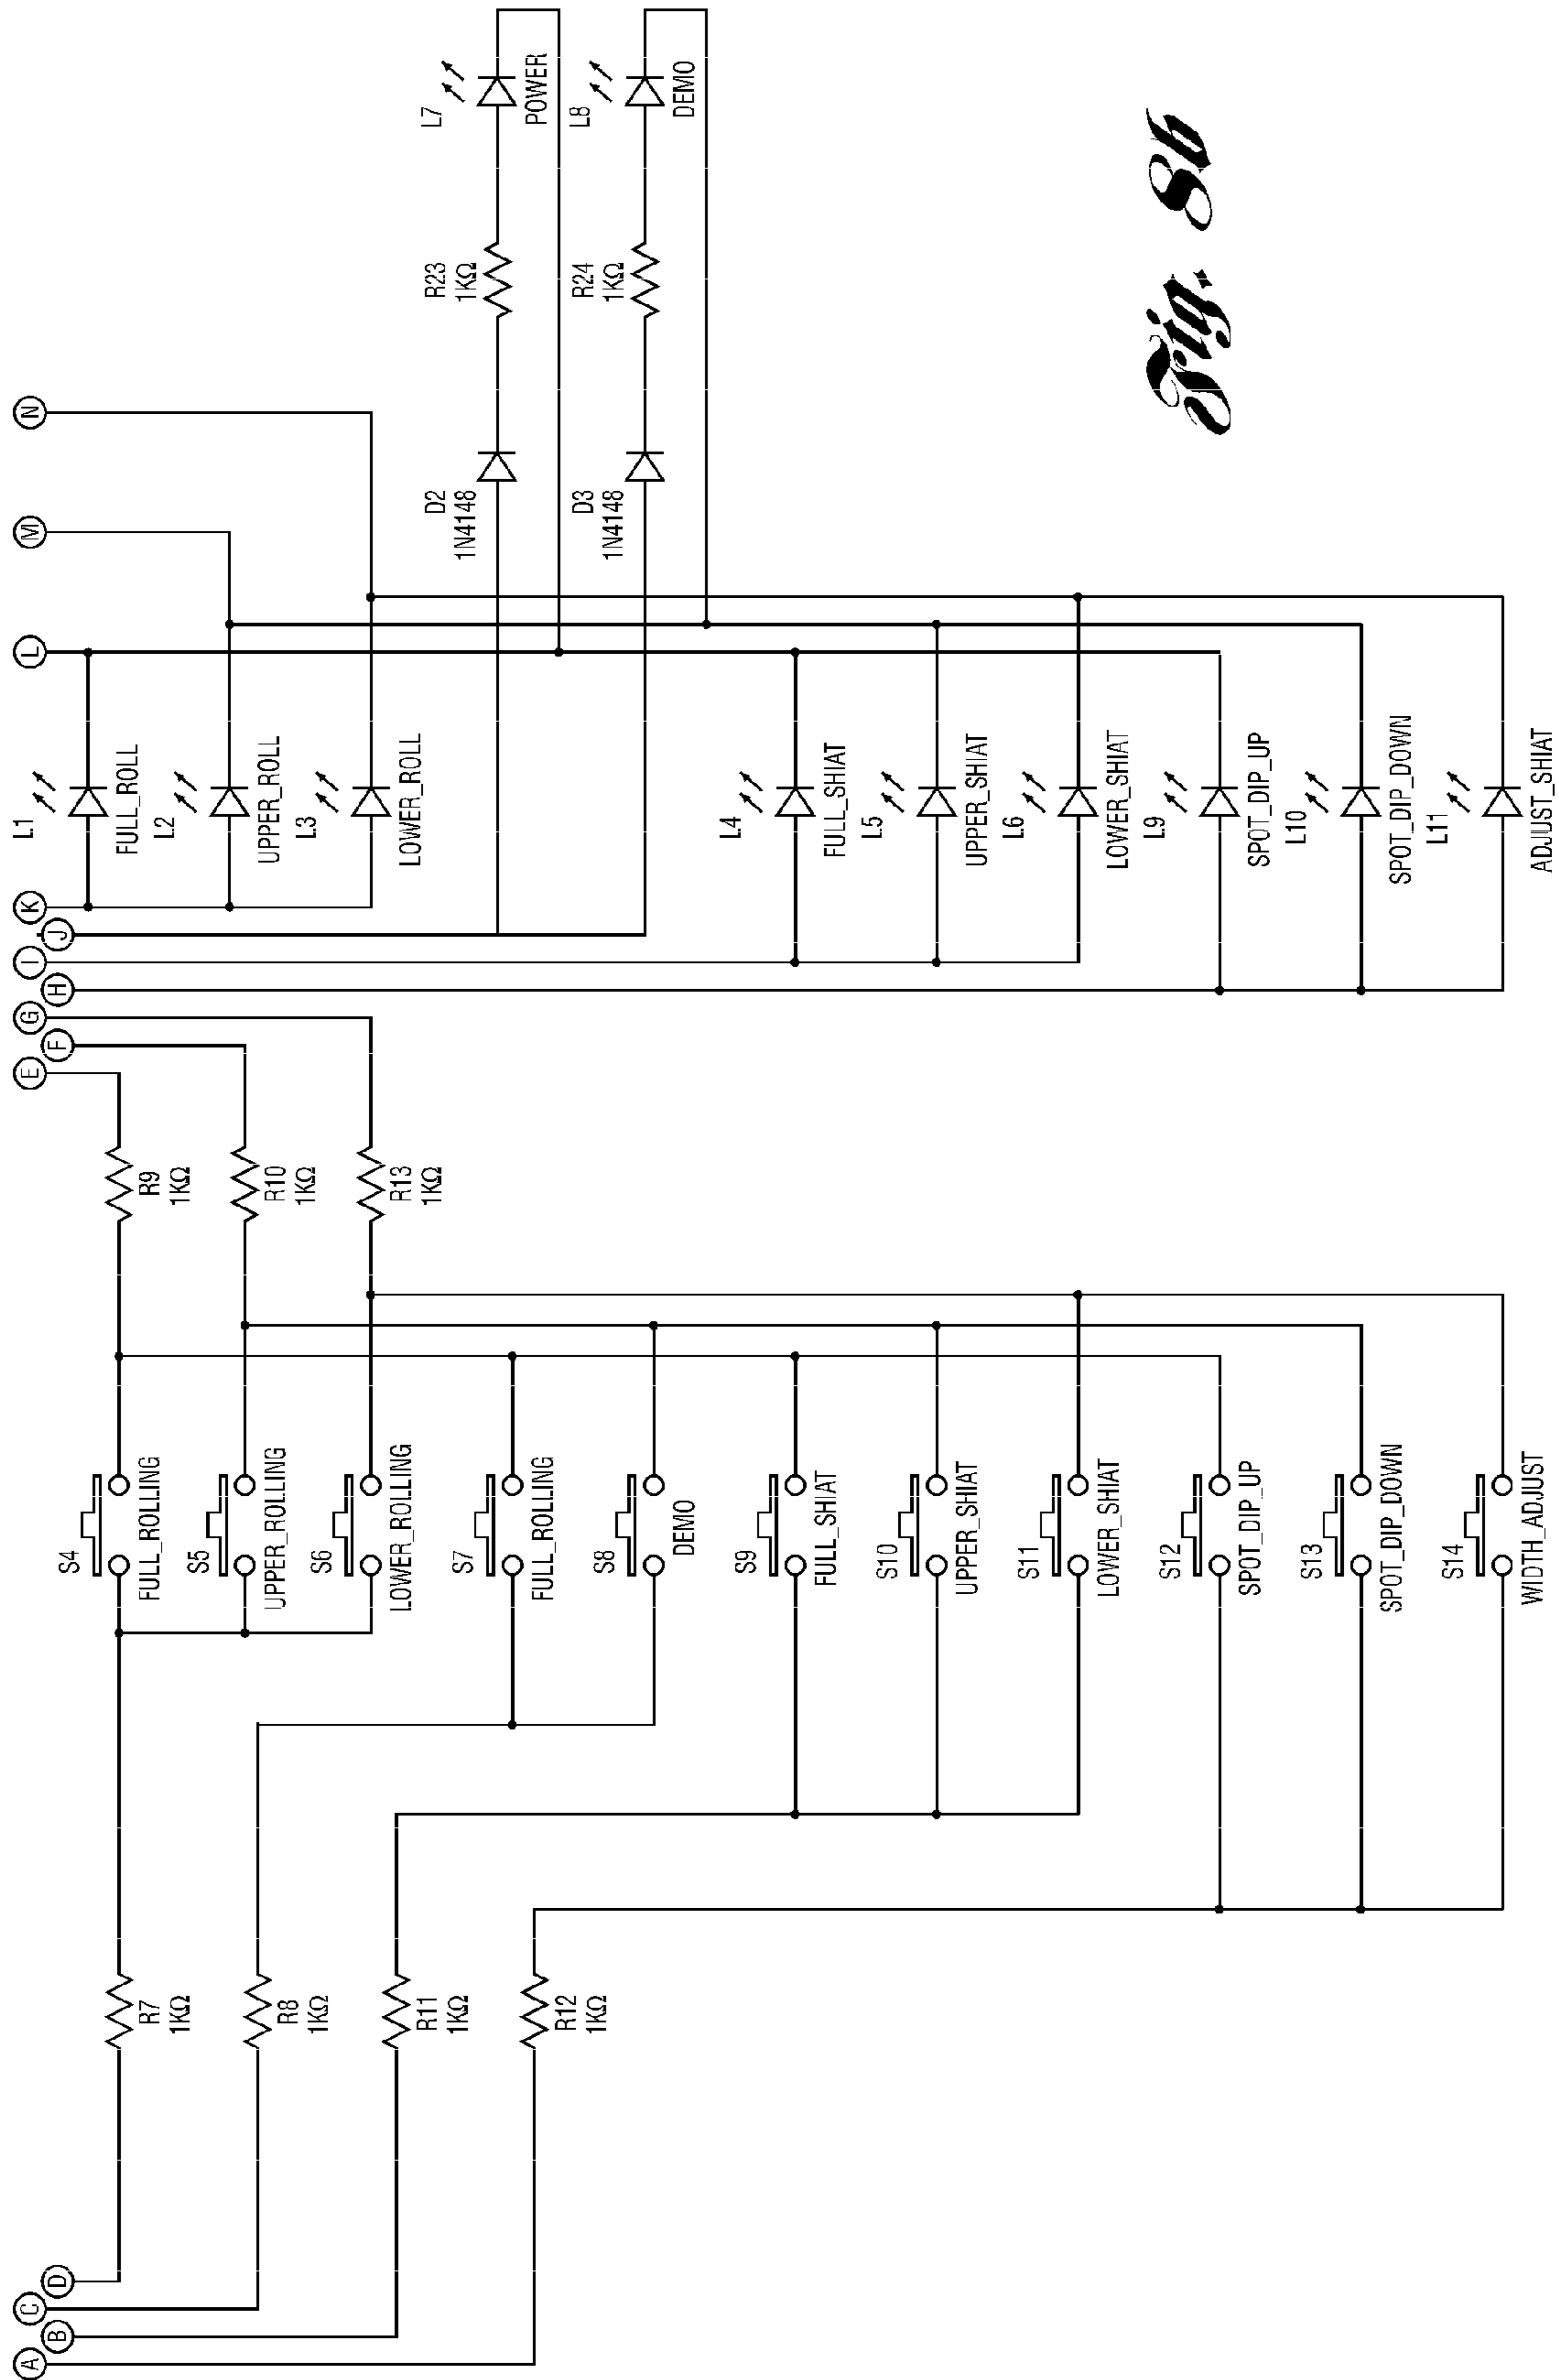 A
B
C
D
E
F
G
H
I
J
K
L
M
N
R7
1KΩ
R8
1KΩ
R11
1KΩ
R12
1KΩ
S4
FULL_ROLLING
S5
UPPER_ROLLING
S6
LOWER_ROLLING
S7
FULL_ROLLING
S8
DEMO
S9
FULL_SHIAT
S10
UPPER_SHIAT
S11
LOWER_SHIAT
S12
SPOT_DIP_UP
S13
SPOT_DIP_DOWN
S14
WIDTH_ADJUST
R9
1KΩ
R10
1KΩ
R13
1KΩ
L1
FULL_ROLL
L2
UPPER_ROLL
L3
LOWER_ROLL
L4
FULL_SHIAT
L5
UPPER_SHIAT
L6
LOWER_SHIAT
L9
SPOT_DIP_UP
L10
SPOT_DIP_DOWN
L11
ADJUST_SHIAT
D2
1N4148
R23
1KΩ
L7
POWER
D3
1N4148
R24
1KΩ
L8
DEMO
Fig. 8b